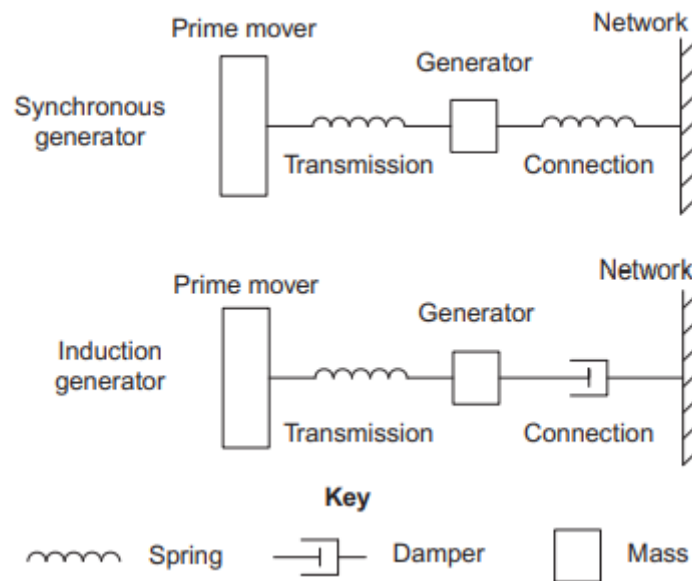 Prime mover
Network
Generator
Synchronous
generator
Transmission
Connection
Prime mover
Network
Generator
Induction
generator
Transmission
Connection
Key
Spring
Damper
Mass